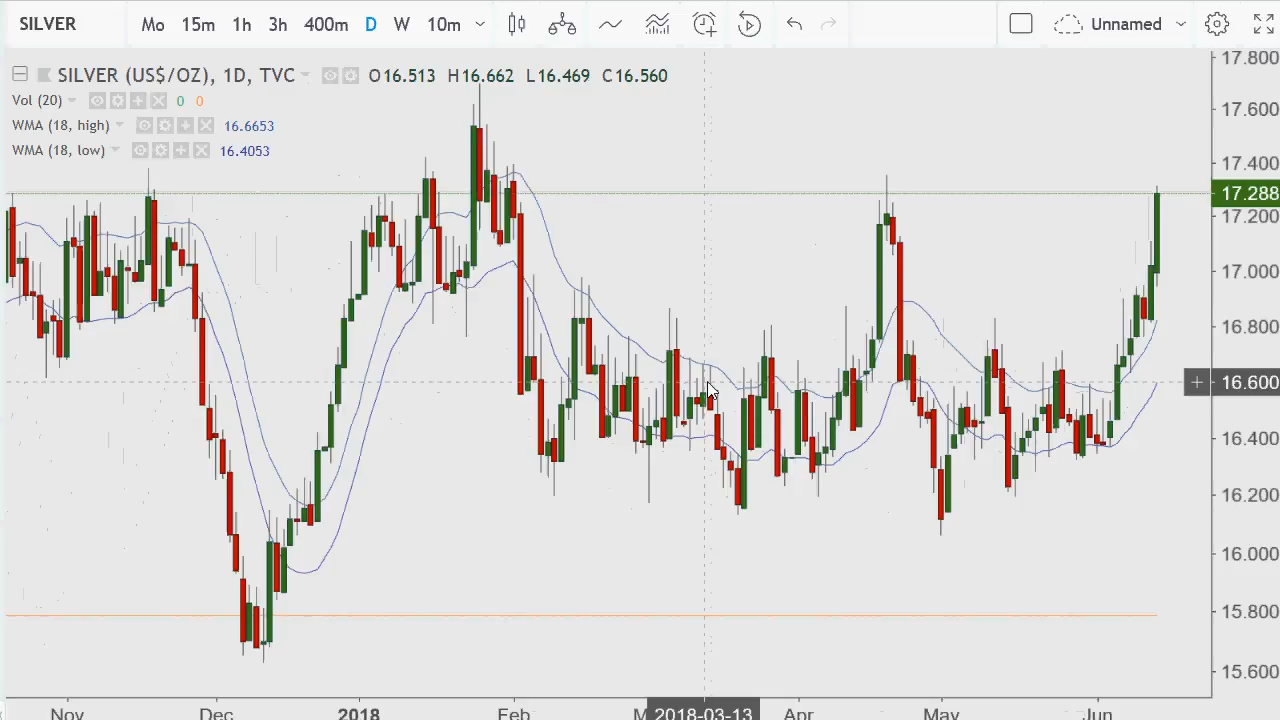 SILVER Mo 15m 1h 3h 400m D W 10m Unnamed
SILVER (US$/OZ), 1D, TVC O16.513 H16.662 L16.469 C16.560
Vol (20) 0 0
WMA (18, high) 16.6653
WMA (18, low) 16.4053
17.800
17.600
17.400
17.288
17.200
17.000
16.800
16.600
16.400
16.200
16.000
15.800
15.600
Nov Dec 2018 Feb M 2018-03-13 Apr May Jun